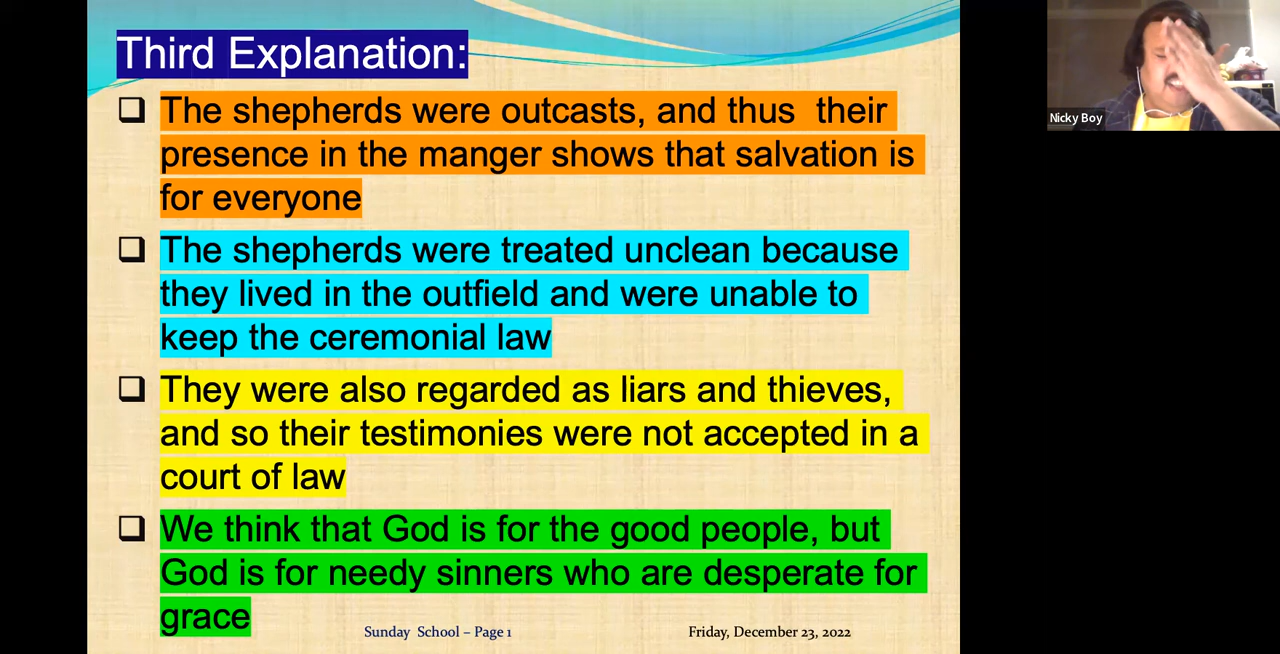 Third Explanation:
The shepherds were outcasts, and thus their
presence in the manger shows that salvation is
for everyone
The shepherds were treated unclean because
they lived in the outfield and were unable to
keep the ceremonial law
They were also regarded as liars and thieves,
and so their testimonies were not accepted in a
court of law
We think that God is for the good people, but
God is for needy sinners who are desperate for
grace
Sunday School – Page 1
Friday, December 23, 2022
Nicky Boy